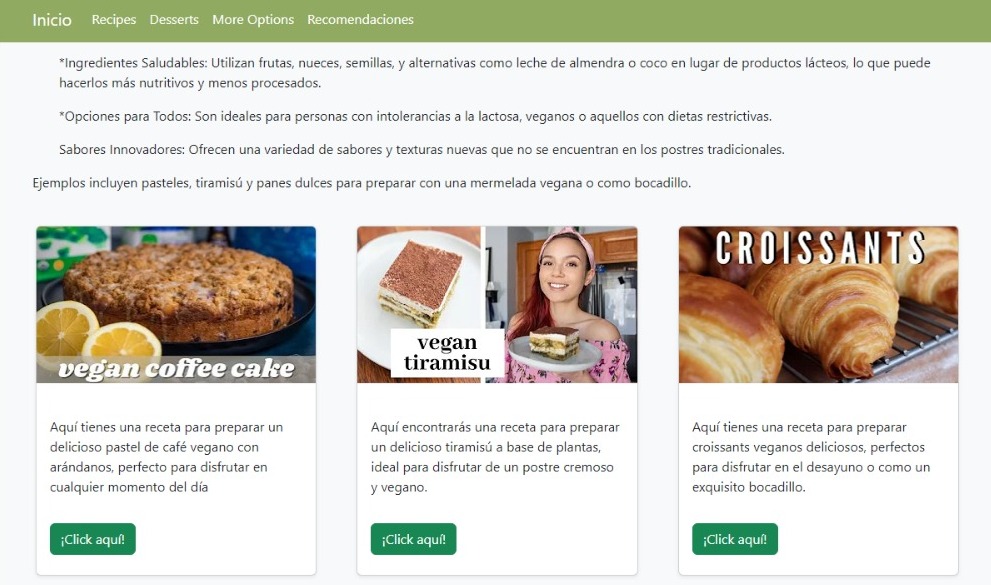 Inicio Recipes Desserts More Options Recomendaciones
*Ingredientes Saludables: Utilizan frutas, nueces, semillas, y alternativas como leche de almendra o coco en lugar de productos lácteos, lo que puede
hacerlos más nutritivos y menos procesados.
*Opciones para Todos: Son ideales para personas con intolerancias a la lactosa, veganos o aquellos con dietas restrictivas.
Sabores Innovadores: Ofrecen una variedad de sabores y texturas nuevas que no se encuentran en los postres tradicionales.
Ejemplos incluyen pasteles, tiramisú y panes dulces para preparar con una mermelada vegana o como bocadillo.
vegan coffee cake
Aquí tienes una receta para preparar un
delicioso pastel de café vegano con
arándanos, perfecto para disfrutar en
cualquier momento del día
¡Click aquí!
vegan
tiramisu
Aquí encontrarás una receta para preparar
un delicioso tiramisú a base de plantas,
ideal para disfrutar de un postre cremoso
y vegano.
¡Click aquí!
CROISSANTS
Aquí tienes una receta para preparar
croissants veganos deliciosos, perfectos
para disfrutar en el desayuno o como un
exquisito bocadillo.
¡Click aquí!